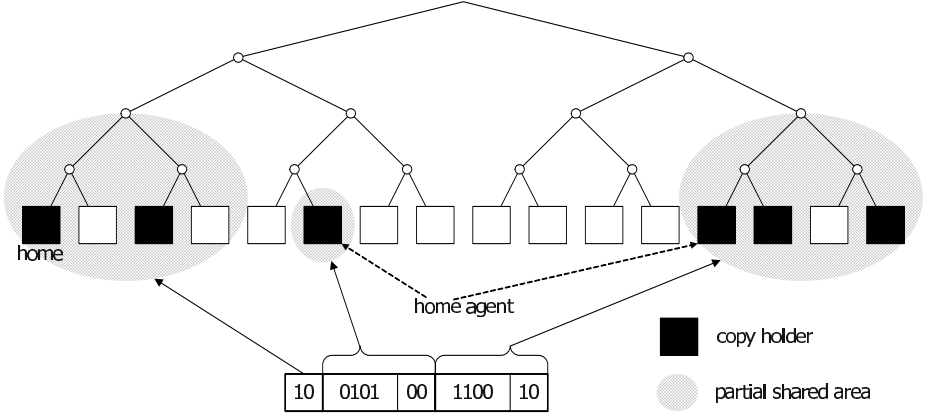 home
home agent
copy holder
10 0101 00 1100 10
partial shared area